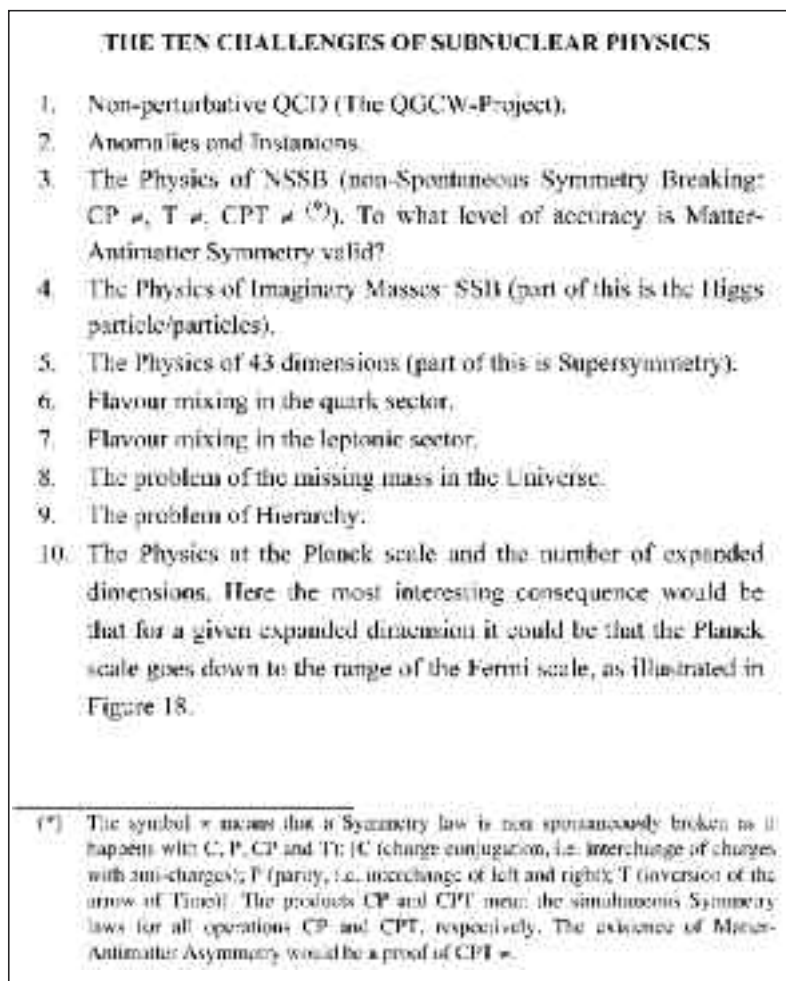 THE TEN CHALLENGES OF SUBNUCLEAR PHYSICS
1. Non-perturbative QCD (The QGCW-Project).
2. Anomalies and Instantons.
3. The Physics of NSSB (non-Spontaneous Symmetry Breaking:
CP ≠, T ≠, CPT ≠ (*)). To what level of accuracy is Matter-
Antimatter Symmetry valid?
4. The Physics of Imaginary Masses: SSB (part of this is the Higgs
particle/particles).
5. The Physics of 43 dimensions (part of this is Supersymmetry).
6. Flavour mixing in the quark sector.
7. Flavour mixing in the leptonic sector.
8. The problem of the missing mass in the Universe.
9. The problem of Hierarchy.
10. The Physics at the Planck scale and the number of expanded
dimensions. Here the most interesting consequence would be
that for a given expanded dimension it could be that the Planck
scale goes down to the range of the Fermi scale, as illustrated in
Figure 18.
(*) The symbol ≠ means that a Symmetry law is non spontaneously broken as it
happens with C, P, CP and T): [C (charge conjugation, i.e. interchange of charges
with anti-charges); P (parity, i.e. interchange of left and right); T (inversion of the
arrow of Time)]. The products CP and CPT mean the simultaneous Symmetry
laws for all operations CP and CPT, respectively. The existence of Matter-
Antimatter Asymmetry would be a proof of CPT ≠.